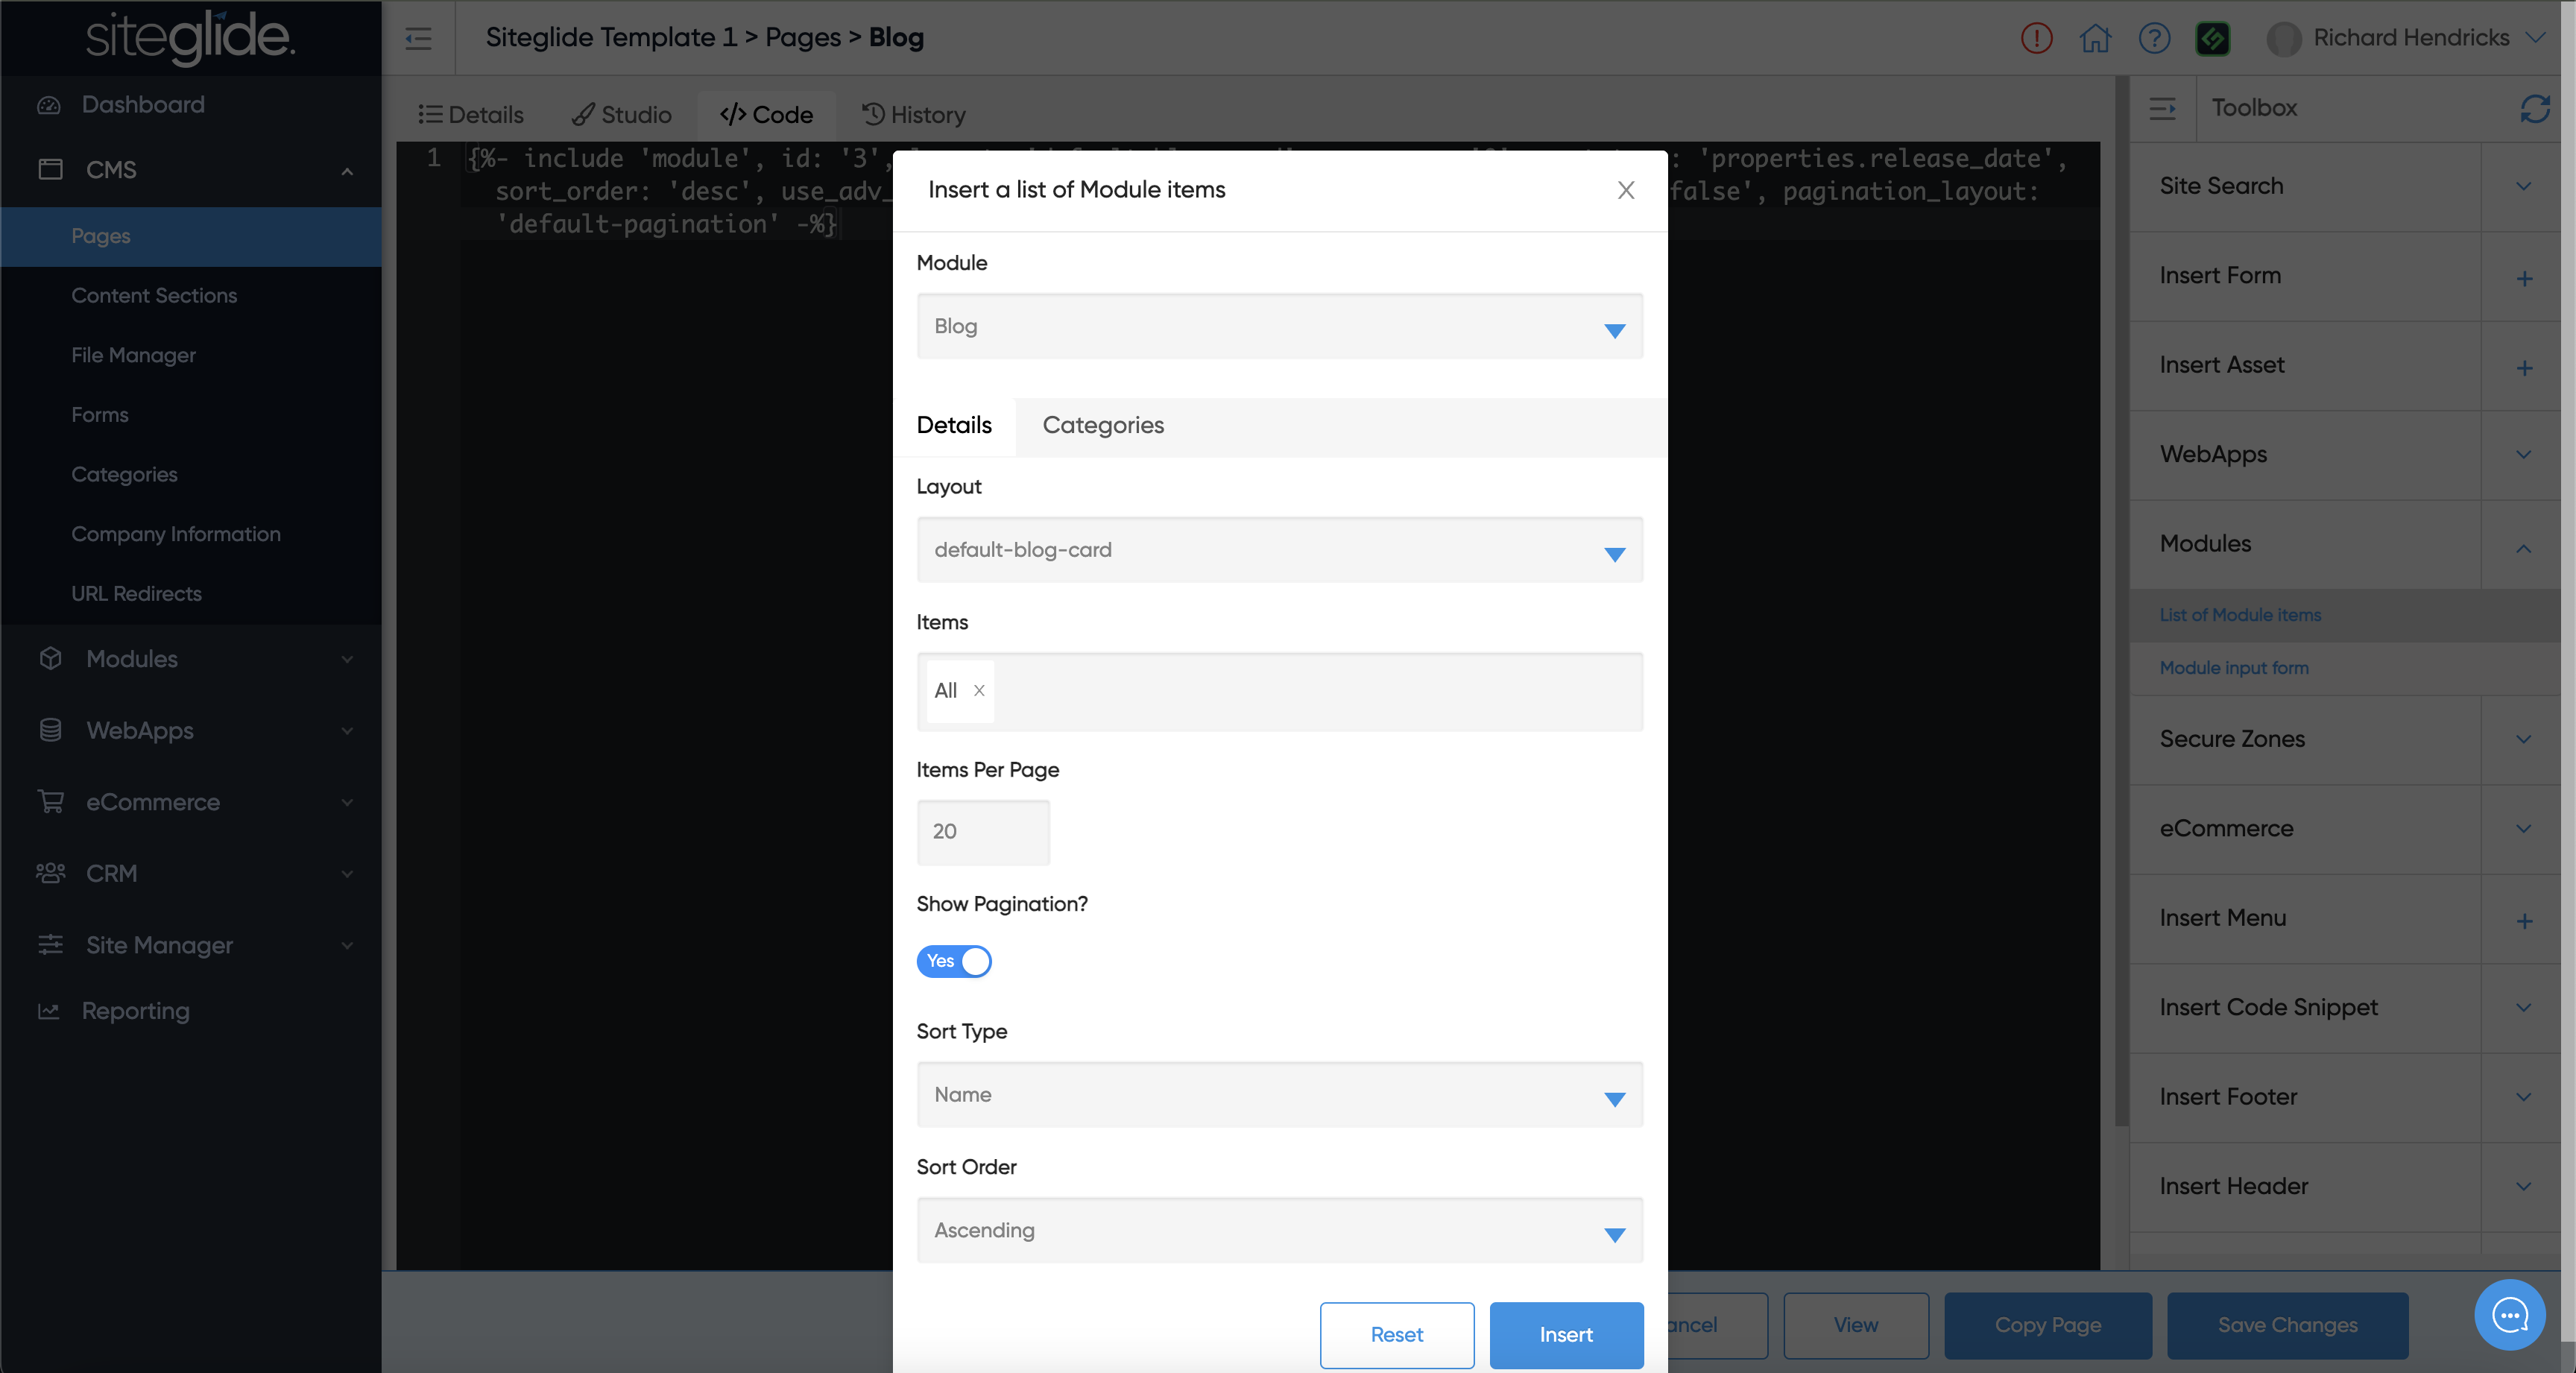 siteglide.
Siteglide Template 1 > Pages > Blog
Richard Hendricks
Dashboard
CMS
Pages
Content Sections
File Manager
Forms
Categories
Company Information
URL Redirects
Modules
WebApps
eCommerce
CRM
Site Manager
Reporting
Details
Studio
</> Code
History
1 {%- include 'module', id: '3', : 'properties.release_date',
sort_order: 'desc', use_adv_ false', pagination_layout:
'default-pagination' -%}
Insert a list of Module items
X
Module
Blog
Details
Categories
Layout
default-blog-card
Items
All x
Items Per Page
20
Show Pagination?
Yes
Sort Type
Name
Sort Order
Ascending
Reset
Insert
ancel
View
Copy Page
Save Changes
Toolbox
Site Search
Insert Form
Insert Asset
WebApps
Modules
List of Module items
Module input form
Secure Zones
eCommerce
Insert Menu
Insert Code Snippet
Insert Footer
Insert Header